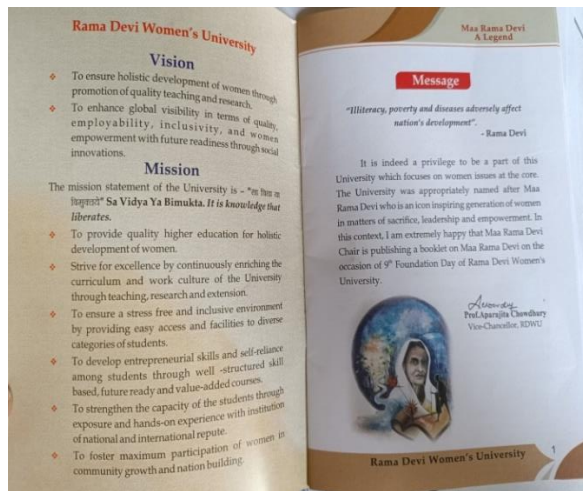 Rama Devi Women's University
Vision
❖ To ensure holistic development of women through
promotion of quality teaching and research.
❖ To enhance global visibility in terms of quality,
employability, inclusivity, and women
empowerment with future readiness through social
innovations.
Mission
The mission statement of the University is - "सा विद्या या
विमुक्तये" Sa Vidya Ya Bimukta. It is knowledge that
liberates.
❖ To provide quality higher education for holistic
development of women.
❖ Strive for excellence by continuously enriching the
curriculum and work culture of the University
through teaching, research and extension.
❖ To ensure a stress free and inclusive environment
by providing easy access and facilities to diverse
categories of students.
❖ To develop entrepreneurial skills and self-reliance
among students through well -structured skill
based, future ready and value-added courses.
❖ To strengthen the capacity of the students through
exposure and hands-on experience with institution
of national and international repute.
❖ To foster maximum participation of women in
community growth and nation building.
Maa Rama Devi
A Legend
Message
"Illiteracy, poverty and diseases adversely affect
nation's development".
- Rama Devi
It is indeed a privilege to be a part of this
University which focuses on women issues at the core.
The University was appropriately named after Maa
Rama Devi who is an icon inspiring generation of women
in matters of sacrifice, leadership and empowerment. In
this context, I am extremely happy that Maa Rama Devi
Chair is publishing a booklet on Maa Rama Devi on the
occasion of 9th Foundation Day of Rama Devi Women's
University.
Prof.Aparajita Chowdhury
Vice-Chancellor, RDWU
Rama Devi Women's University
1